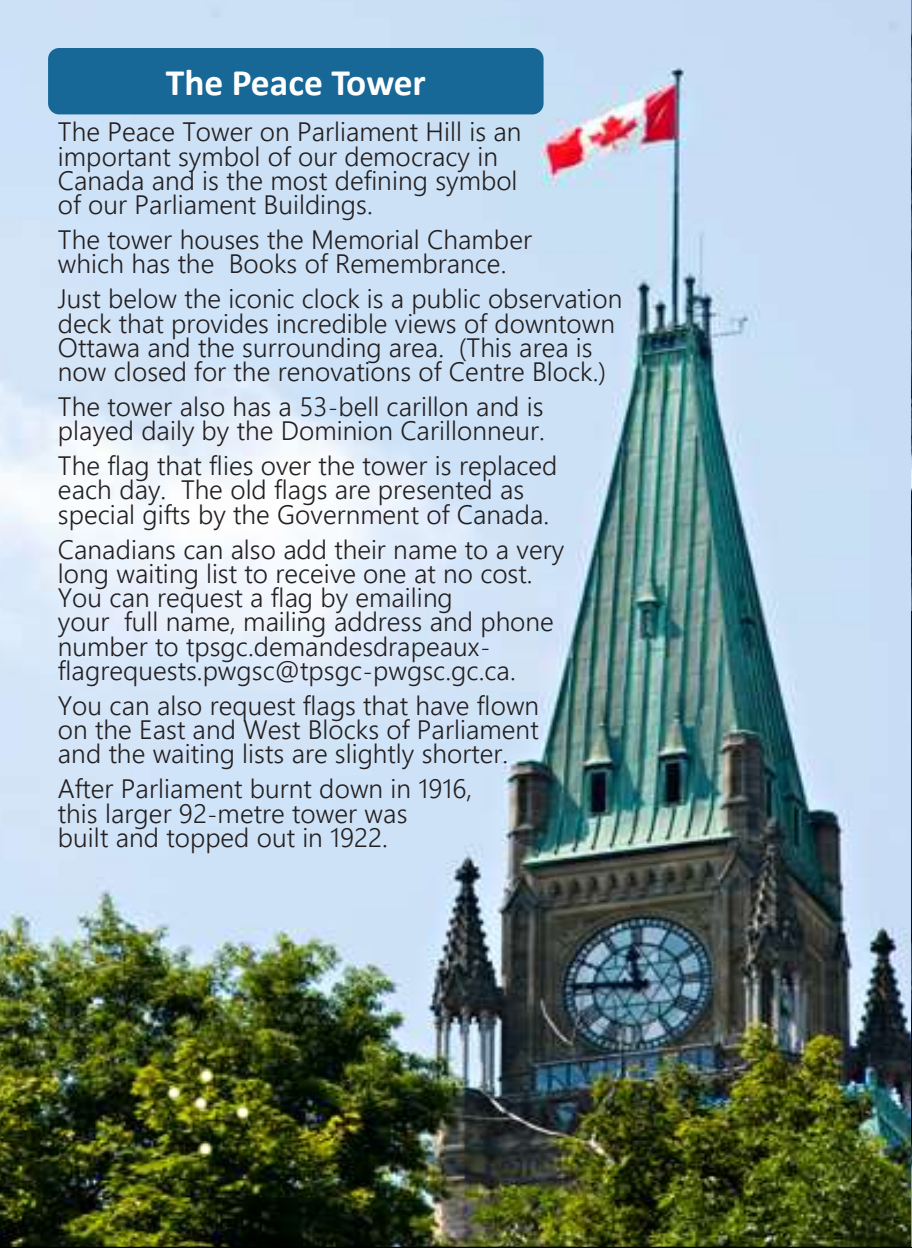 The Peace Tower
The Peace Tower on Parliament Hill is an
important symbol of our democracy in
Canada and is the most defining symbol
of our Parliament Buildings.
The tower houses the Memorial Chamber
which has the  Books of Remembrance.
Just below the iconic clock is a public observation
deck that provides incredible views of downtown
Ottawa and the surrounding area.  (This area is
now closed for the renovations of Centre Block.)
The tower also has a 53-bell carillon and is
played daily by the Dominion Carillonneur.
The flag that flies over the tower is replaced
each day.  The old flags are presented as
special gifts by the Government of Canada.
Canadians can also add their name to a very
long waiting list to receive one at no cost.
You can request a flag by emailing
your  full name, mailing address and phone
number to tpsgc.demandesdrapeaux-
flagrequests.pwgsc@tpsgc-pwgsc.gc.ca.
You can also request flags that have flown
on the East and West Blocks of Parliament
and the waiting lists are slightly shorter.
After Parliament burnt down in 1916,
this larger 92-metre tower was
built and topped out in 1922.